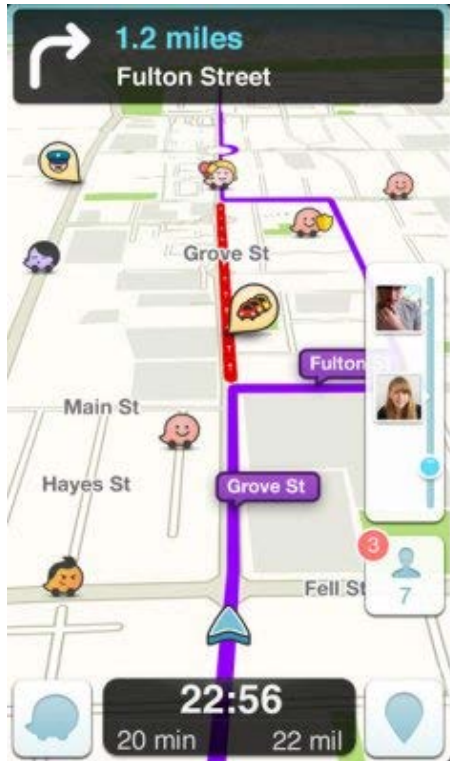 1.2 miles
Fulton Street
Grove St
Fulton
Main St
Grove St
Hayes St
3
7
Fell St
22:56
20 min 22 mil